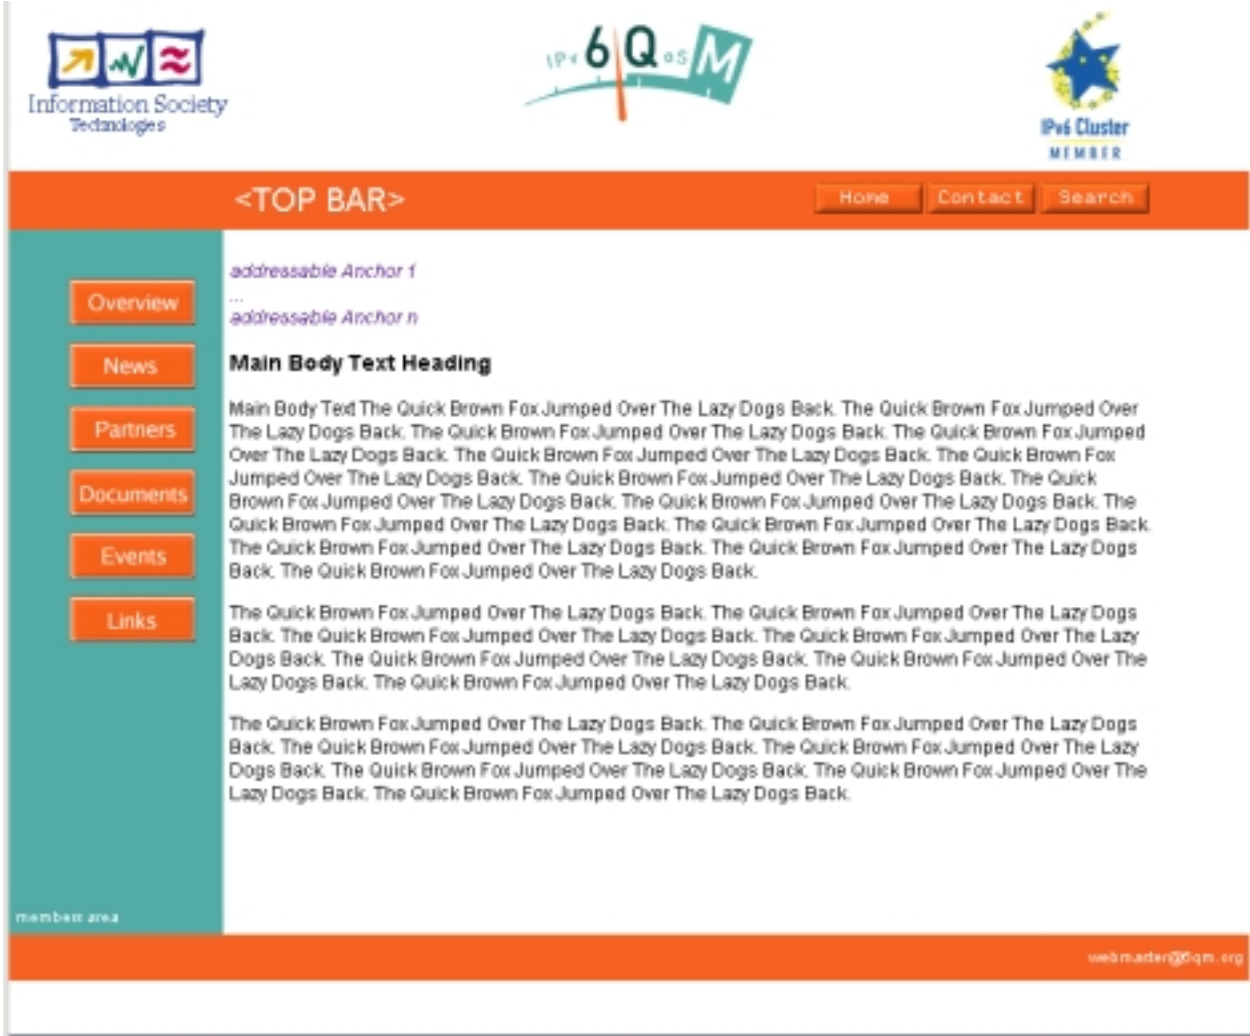 Information Society
Technologies
IPv6 QoS M
IPv6 Cluster
MEMBER
<TOP BAR>
Home
Contact
Search
Overview
News
Partners
Documents
Events
Links
members area
addressable Anchor 1
...
addressable Anchor n
Main Body Text Heading
Main Body Text The Quick Brown Fox Jumped Over The Lazy Dogs Back. The Quick Brown Fox Jumped Over
The Lazy Dogs Back. The Quick Brown Fox Jumped Over The Lazy Dogs Back. The Quick Brown Fox Jumped
Over The Lazy Dogs Back. The Quick Brown Fox Jumped Over The Lazy Dogs Back. The Quick Brown Fox
Jumped Over The Lazy Dogs Back. The Quick Brown Fox Jumped Over The Lazy Dogs Back. The Quick
Brown Fox Jumped Over The Lazy Dogs Back. The Quick Brown Fox Jumped Over The Lazy Dogs Back. The
Quick Brown Fox Jumped Over The Lazy Dogs Back. The Quick Brown Fox Jumped Over The Lazy Dogs Back.
The Quick Brown Fox Jumped Over The Lazy Dogs Back. The Quick Brown Fox Jumped Over The Lazy Dogs
Back. The Quick Brown Fox Jumped Over The Lazy Dogs Back.
The Quick Brown Fox Jumped Over The Lazy Dogs Back. The Quick Brown Fox Jumped Over The Lazy Dogs
Back. The Quick Brown Fox Jumped Over The Lazy Dogs Back. The Quick Brown Fox Jumped Over The Lazy
Dogs Back. The Quick Brown Fox Jumped Over The Lazy Dogs Back. The Quick Brown Fox Jumped Over The
Lazy Dogs Back. The Quick Brown Fox Jumped Over The Lazy Dogs Back.
The Quick Brown Fox Jumped Over The Lazy Dogs Back. The Quick Brown Fox Jumped Over The Lazy Dogs
Back. The Quick Brown Fox Jumped Over The Lazy Dogs Back. The Quick Brown Fox Jumped Over The Lazy
Dogs Back. The Quick Brown Fox Jumped Over The Lazy Dogs Back. The Quick Brown Fox Jumped Over The
Lazy Dogs Back. The Quick Brown Fox Jumped Over The Lazy Dogs Back.
webmaster@6qm.org